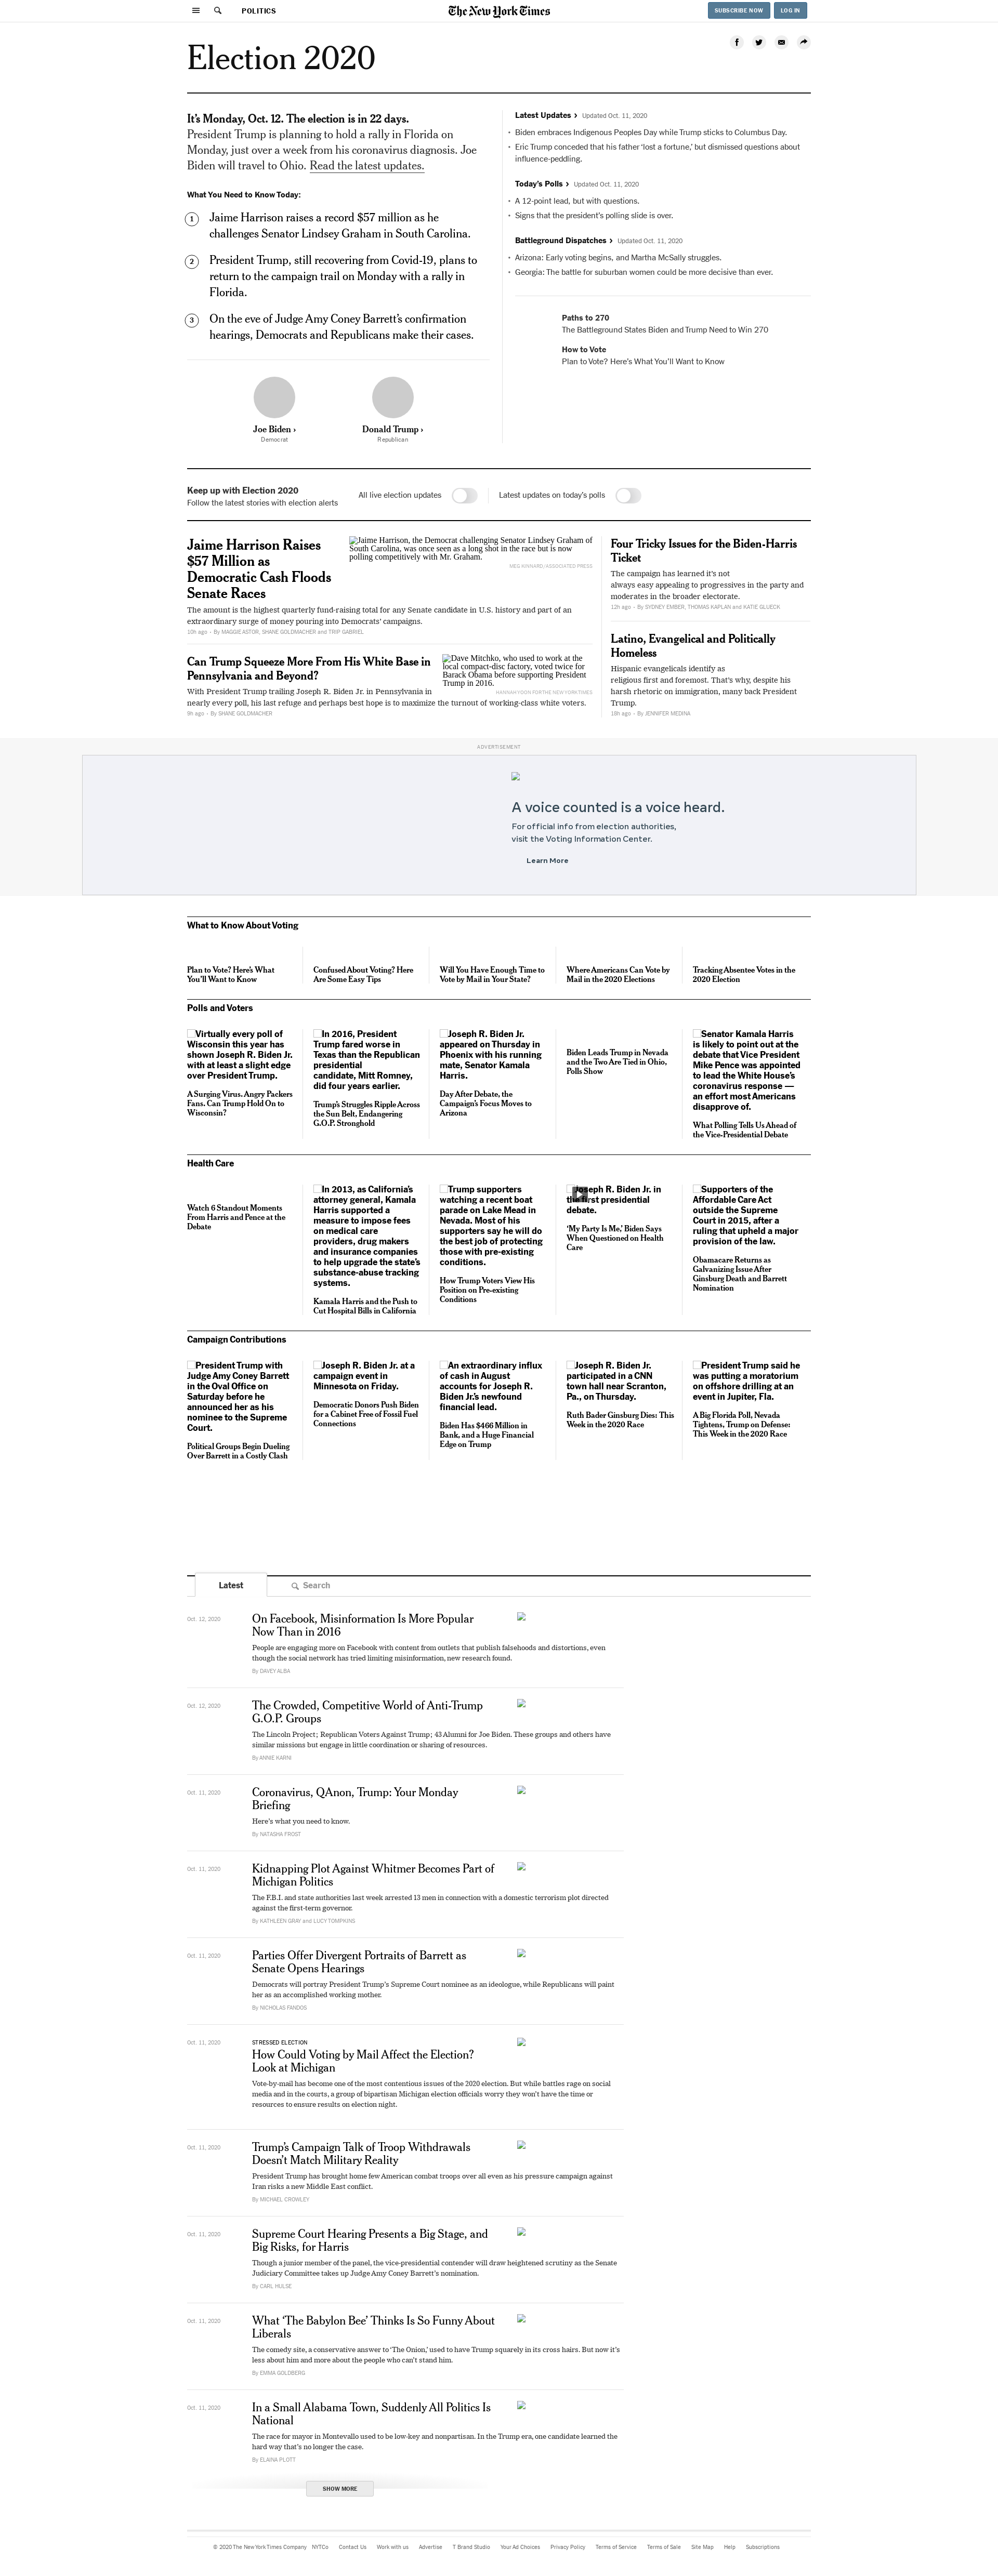 POLITICS
The New York Times
SUBSCRIBE NOW
LOG IN
Election 2020
It's Monday, Oct. 12. The election is in 22 days.
President Trump is planning to hold a rally in Florida on
Monday, just over a week from his coronavirus diagnosis. Joe
Biden will travel to Ohio. Read the latest updates.
What You Need to Know Today:
1 Jaime Harrison raises a record $57 million as he
challenges Senator Lindsey Graham in South Carolina.
2 President Trump, still recovering from Covid-19, plans to
return to the campaign trail on Monday with a rally in
Florida.
3 On the eve of Judge Amy Coney Barrett's confirmation
hearings, Democrats and Republicans make their cases.
Joe Biden ›
Democrat
Donald Trump ›
Republican
Latest Updates › Updated Oct. 11, 2020
• Biden embraces Indigenous Peoples Day while Trump sticks to Columbus Day.
• Eric Trump conceded that his father 'lost a fortune,' but dismissed questions about
influence-peddling.
Today's Polls › Updated Oct. 11, 2020
• A 12-point lead, but with questions.
• Signs that the president's polling slide is over.
Battleground Dispatches › Updated Oct. 11, 2020
• Arizona: Early voting begins, and Martha McSally struggles.
• Georgia: The battle for suburban women could be more decisive than ever.
Paths to 270
The Battleground States Biden and Trump Need to Win 270
How to Vote
Plan to Vote? Here's What You'll Want to Know
Keep up with Election 2020
Follow the latest stories with election alerts
All live election updates
Latest updates on today's polls
Jaime Harrison Raises
$57 Million as
Democratic Cash Floods
Senate Races
Jaime Harrison, the Democrat challenging Senator Lindsey Graham of
South Carolina, was once seen as a long shot in the race but is now
polling competitively with Mr. Graham.
MEG KINNARD/ASSOCIATED PRESS
The amount is the highest quarterly fund-raising total for any Senate candidate in U.S. history and part of an
extraordinary surge of money pouring into Democrats' campaigns.
10h ago • By MAGGIE ASTOR, SHANE GOLDMACHER and TRIP GABRIEL
Can Trump Squeeze More From His White Base in
Pennsylvania and Beyond?
Dave Mitchko, who used to work at the
local compact-disc factory, voted twice for
Barack Obama before supporting President
Trump in 2016.
HANNAH YOON FOR THE NEW YORK TIMES
With President Trump trailing Joseph R. Biden Jr. in Pennsylvania in
nearly every poll, his last refuge and perhaps best hope is to maximize the turnout of working-class white voters.
9h ago • By SHANE GOLDMACHER
Four Tricky Issues for the Biden-Harris
Ticket
The campaign has learned it's not
always easy appealing to progressives in the party and
moderates in the broader electorate.
12h ago • By SYDNEY EMBER, THOMAS KAPLAN and KATIE GLUECK
Latino, Evangelical and Politically
Homeless
Hispanic evangelicals identify as
religious first and foremost. That's why, despite his
harsh rhetoric on immigration, many back President
Trump.
18h ago • By JENNIFER MEDINA
ADVERTISEMENT
A voice counted is a voice heard.
For official info from election authorities,
visit the Voting Information Center.
Learn More
What to Know About Voting
Plan to Vote? Here's What
You'll Want to Know
Confused About Voting? Here
Are Some Easy Tips
Will You Have Enough Time to
Vote by Mail in Your State?
Where Americans Can Vote by
Mail in the 2020 Elections
Tracking Absentee Votes in the
2020 Election
Polls and Voters
Virtually every poll of
Wisconsin this year has
shown Joseph R. Biden Jr.
with at least a slight edge
over President Trump.
A Surging Virus. Angry Packers
Fans. Can Trump Hold On to
Wisconsin?
In 2016, President
Trump fared worse in
Texas than the Republican
presidential
candidate, Mitt Romney,
did four years earlier.
Trump's Struggles Ripple Across
the Sun Belt, Endangering
G.O.P. Stronghold
Joseph R. Biden Jr.
appeared on Thursday in
Phoenix with his running
mate, Senator Kamala
Harris.
Day After Debate, the
Campaign's Focus Moves to
Arizona
Biden Leads Trump in Nevada
and the Two Are Tied in Ohio,
Polls Show
Senator Kamala Harris
is likely to point out at the
debate that Vice President
Mike Pence was appointed
to lead the White House's
coronavirus response —
an effort most Americans
disapprove of.
What Polling Tells Us Ahead of
the Vice-Presidential Debate
Health Care
Watch 6 Standout Moments
From Harris and Pence at the
Debate
In 2013, as California's
attorney general, Kamala
Harris supported a
measure to impose fees
on medical care
providers, drug makers
and insurance companies
to help upgrade the state's
substance-abuse tracking
systems.
Kamala Harris and the Push to
Cut Hospital Bills in California
Trump supporters
watching a recent boat
parade on Lake Mead in
Nevada. Most of his
supporters say he will do
the best job of protecting
those with pre-existing
conditions.
How Trump Voters View His
Position on Pre-existing
Conditions
Joseph R. Biden Jr. in
the first presidential
debate.
'My Party Is Me,' Biden Says
When Questioned on Health
Care
Supporters of the
Affordable Care Act
outside the Supreme
Court in 2015, after a
ruling that upheld a major
provision of the law.
Obamacare Returns as
Galvanizing Issue After
Ginsburg Death and Barrett
Nomination
Campaign Contributions
President Trump with
Judge Amy Coney Barrett
in the Oval Office on
Saturday before he
announced her as his
nominee to the Supreme
Court.
Political Groups Begin Dueling
Over Barrett in a Costly Clash
Joseph R. Biden Jr. at a
campaign event in
Minnesota on Friday.
Democratic Donors Push Biden
for a Cabinet Free of Fossil Fuel
Connections
An extraordinary influx
of cash in August
accounts for Joseph R.
Biden Jr.'s newfound
financial lead.
Biden Has $466 Million in
Bank, and a Huge Financial
Edge on Trump
Joseph R. Biden Jr.
participated in a CNN
town hall near Scranton,
Pa., on Thursday.
Ruth Bader Ginsburg Dies: This
Week in the 2020 Race
President Trump said he
was putting a moratorium
on offshore drilling at an
event in Jupiter, Fla.
A Big Florida Poll, Nevada
Tightens, Trump on Defense:
This Week in the 2020 Race
Latest
Search
Oct. 12, 2020
On Facebook, Misinformation Is More Popular
Now Than in 2016
People are engaging more on Facebook with content from outlets that publish falsehoods and distortions, even
though the social network has tried limiting misinformation, new research found.
By DAVEY ALBA
Oct. 12, 2020
The Crowded, Competitive World of Anti-Trump
G.O.P. Groups
The Lincoln Project; Republican Voters Against Trump; 43 Alumni for Joe Biden. These groups and others have
similar missions but engage in little coordination or sharing of resources.
By ANNIE KARNI
Oct. 11, 2020
Coronavirus, QAnon, Trump: Your Monday
Briefing
Here's what you need to know.
By NATASHA FROST
Oct. 11, 2020
Kidnapping Plot Against Whitmer Becomes Part of
Michigan Politics
The F.B.I. and state authorities last week arrested 13 men in connection with a domestic terrorism plot directed
against the first-term governor.
By KATHLEEN GRAY and LUCY TOMPKINS
Oct. 11, 2020
Parties Offer Divergent Portraits of Barrett as
Senate Opens Hearings
Democrats will portray President Trump's Supreme Court nominee as an ideologue, while Republicans will paint
her as an accomplished working mother.
By NICHOLAS FANDOS
Oct. 11, 2020
STRESSED ELECTION
How Could Voting by Mail Affect the Election?
Look at Michigan
Vote-by-mail has become one of the most contentious issues of the 2020 election. But while battles rage on social
media and in the courts, a group of bipartisan Michigan election officials worry they won't have the time or
resources to ensure results on election night.
Oct. 11, 2020
Trump's Campaign Talk of Troop Withdrawals
Doesn't Match Military Reality
President Trump has brought home few American combat troops over all even as his pressure campaign against
Iran risks a new Middle East conflict.
By MICHAEL CROWLEY
Oct. 11, 2020
Supreme Court Hearing Presents a Big Stage, and
Big Risks, for Harris
Though a junior member of the panel, the vice-presidential contender will draw heightened scrutiny as the Senate
Judiciary Committee takes up Judge Amy Coney Barrett's nomination.
By CARL HULSE
Oct. 11, 2020
What 'The Babylon Bee' Thinks Is So Funny About
Liberals
The comedy site, a conservative answer to 'The Onion,' used to have Trump squarely in its cross hairs. But now it's
less about him and more about the people who can't stand him.
By EMMA GOLDBERG
Oct. 11, 2020
In a Small Alabama Town, Suddenly All Politics Is
National
The race for mayor in Montevallo used to be low-key and nonpartisan. In the Trump era, one candidate learned the
hard way that's no longer the case.
By ELAINA PLOTT
SHOW MORE
© 2020 The New York Times Company NYTCo Contact Us Work with us Advertise T Brand Studio Your Ad Choices Privacy Policy Terms of Service Terms of Sale Site Map Help Subscriptions